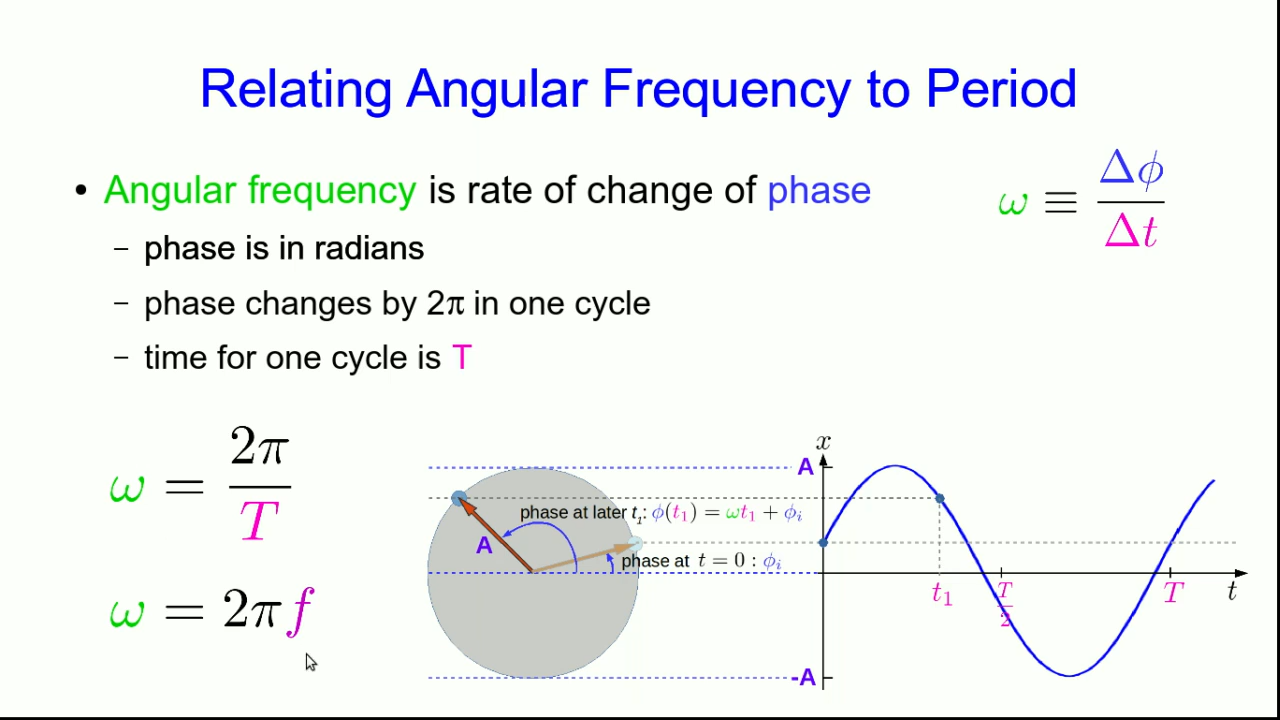 Relating Angular Frequency to Period
• Angular frequency is rate of change of phase
ω ≡ Δϕ/Δt
– phase is in radians
– phase changes by 2π in one cycle
– time for one cycle is T
ω = 2π/T
ω = 2πf
phase at later t₁: ϕ(t₁) = ωt₁ + ϕᵢ
A
phase at t = 0 : ϕᵢ
x
A
-A
t₁
T/2
T
t